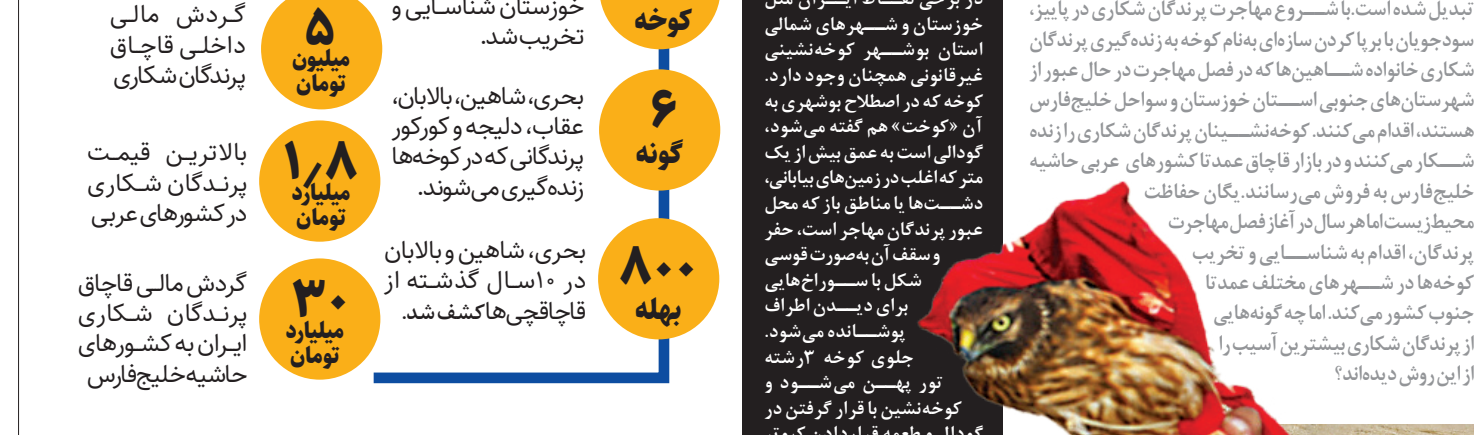 تبدیل شده است. با شروع مهاجرت پرندگان شکاری در پاییز،
سودجویان با برپا کردن سازه‌ای به‌نام کوخه به زنده‌گیری پرندگان
شکاری خانواده شاهین‌ها که در فصل مهاجرت در حال عبور از
شهرستان‌های جنوبی استان خوزستان و سواحل خلیج‌فارس
هستند، اقدام می‌کنند. کوخه‌نشینان پرندگان شکاری را زنده
شکار می‌کنند و در بازار قاچاق عمدتا کشورهای عربی حاشیه
خلیج‌فارس به فروش می‌رسانند. یگان حفاظت
محیط‌زیست اما هر سال در آغاز فصل مهاجرت
پرندگان، اقدام به شناسایی و تخریب
کوخه‌ها در شهرهای مختلف عمدتا
جنوب کشور می‌کند. اما چه گونه‌هایی
از پرندگان شکاری بیشترین آسیب را
از این روش دیده‌اند؟
در برخی نقاط ایران مثل
خوزستان و شهرهای شمالی
استان بوشهر کوخه‌نشینی
غیرقانونی همچنان وجود دارد.
کوخه که در اصطلاح بوشهری به
آن «کوخت» هم گفته می‌شود،
گودالی است به عمق بیش از یک
متر که اغلب در زمین‌های بیابانی،
دشت‌ها یا مناطق باز که محل
عبور پرندگان مهاجر است، حفر
و سقف آن به‌صورت قوسی
شکل با سوراخ‌هایی
برای دیدن اطراف
پوشانده می‌شود.
جلوی کوخه ۳ رشته
تور پهن می‌شود و
کوخه‌نشین با قرار گرفتن در
گودال و طعمه قرار دادن کبوتر
کوخه
خوزستان شناسایی و
تخریب شد.
۶
گونه
بحری، شاهین، بالابان،
عقاب، دلیجه و کورکور
پرندگانی که در کوخه‌ها
زنده‌گیری می‌شوند.
۸۰۰
بهله
بحری، شاهین و بالابان
در ۱۰ سال گذشته از
قاچاقچی‌ها کشف شد.
۵
میلیون
تومان
گردش مالی
داخلی قاچاق
پرندگان شکاری
۱٫۸
میلیارد
تومان
بالاترین قیمت
پرندگان شکاری
در کشورهای عربی
۳۰
میلیارد
تومان
گردش مالی قاچاق
پرندگان شکاری
ایران به کشورهای
حاشیه خلیج‌فارس